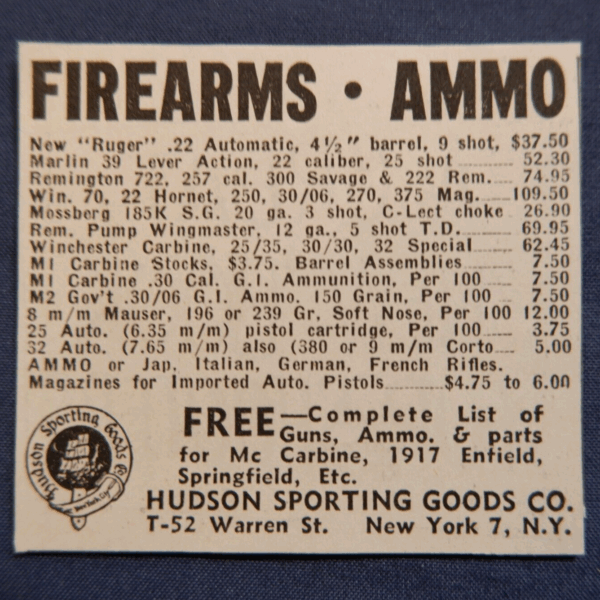 FIREARMS • AMMO
New "Ruger" .22 Automatic, 4½" barrel, 9 shot, $37.50
Marlin 39 Lever Action, 22 caliber, 25 shot ........ 52.30
Remington 722, 257 cal. 300 Savage & 222 Rem. .... 74.95
Win. 70, 22 Hornet, 250, 30/06, 270, 375 Mag. .... 109.50
Mossberg 185K S.G. 20 ga. 3 shot, C-Lect choke 26.90
Rem. Pump Wingmaster, 12 ga., 5 shot T.D. ........ 69.95
Winchester Carbine, 25/35, 30/30, 32 Special ...... 62.45
M1 Carbine Stocks, $3.75. Barrel Assemblies ...... 7.50
M1 Carbine .30 Cal. G.I. Ammunition, Per 100 .... 7.50
M2 Gov't .30/06 G.I. Ammo. 150 Grain, Per 100 .. 7.50
8 m/m Mauser, 196 or 239 Gr, Soft Nose, Per 100 12.00
25 Auto. (6.35 m/m) pistol cartridge, Per 100 .... 3.75
32 Auto. (7.65 m/m) also (380 or 9 m/m Corto .... 5.00
AMMO or Jap. Italian, German, French Rifles.
Magazines for Imported Auto. Pistols ........ $4.75 to 6.00
FREE—Complete List of
Guns, Ammo. & parts
for Mc Carbine, 1917 Enfield,
Springfield, Etc.
Hudson Sporting Goods Co
New York City
HUDSON SPORTING GOODS CO.
T-52 Warren St. New York 7, N.Y.